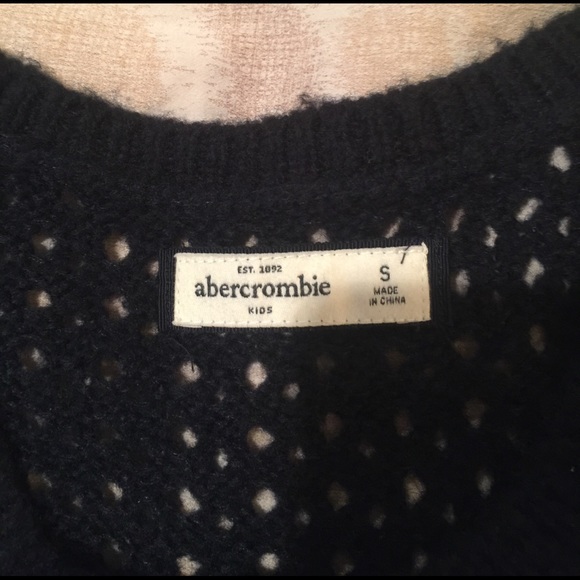 EST. 1892
abercrombie
KIDS
S
MADE
IN CHINA